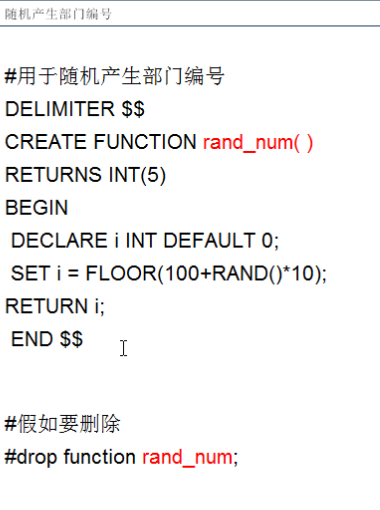 随机产生部门编号
#用于随机产生部门编号
DELIMITER $$
CREATE FUNCTION rand_num( )
RETURNS INT(5)
BEGIN
DECLARE i INT DEFAULT 0;
SET i = FLOOR(100+RAND()*10);
RETURN i;
END $$
#假如要删除
#drop function rand_num;